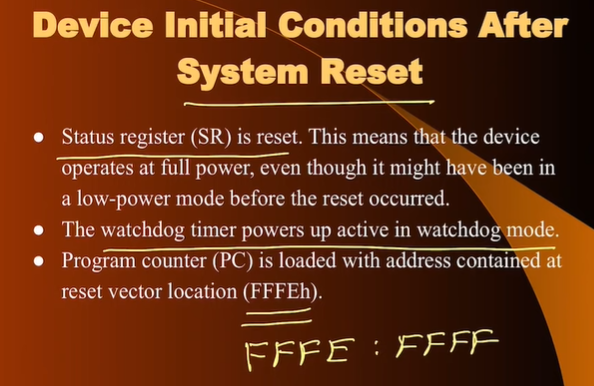 Device Initial Conditions After
System Reset
● Status register (SR) is reset. This means that the device
operates at full power, even though it might have been in
a low-power mode before the reset occurred.
● The watchdog timer powers up active in watchdog mode.
● Program counter (PC) is loaded with address contained at
reset vector location (FFFEh).
FFFE : FFFF